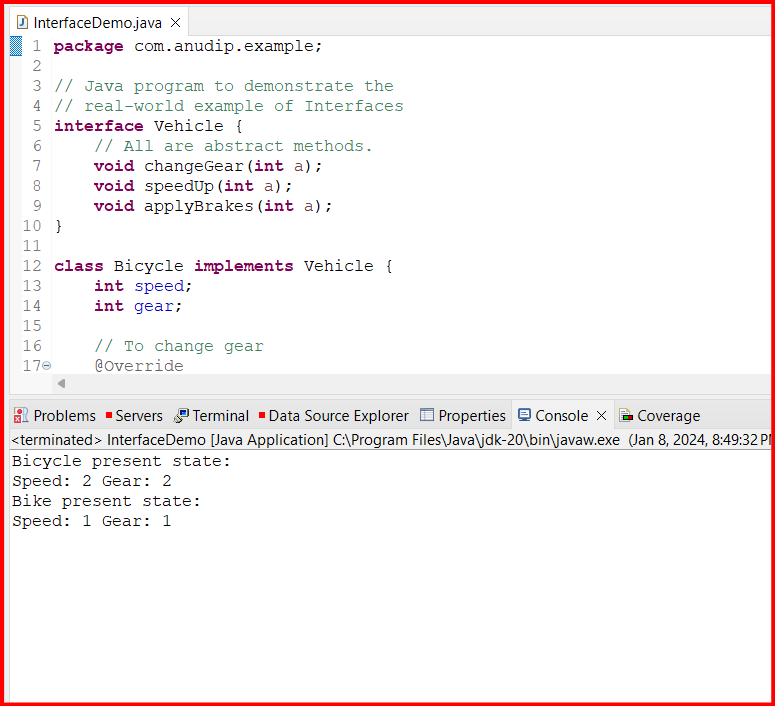 InterfaceDemo.java
1 package com.anudip.example;
2
3 // Java program to demonstrate the
4 // real-world example of Interfaces
5 interface Vehicle {
6     // All are abstract methods.
7     void changeGear(int a);
8     void speedUp(int a);
9     void applyBrakes(int a);
10 }
11
12 class Bicycle implements Vehicle {
13     int speed;
14     int gear;
15
16     // To change gear
17     @Override
Problems Servers Terminal Data Source Explorer Properties Console Coverage
<terminated> InterfaceDemo [Java Application] C:\Program Files\Java\jdk-20\bin\javaw.exe (Jan 8, 2024, 8:49:32 PM
Bicycle present state:
Speed: 2 Gear: 2
Bike present state:
Speed: 1 Gear: 1